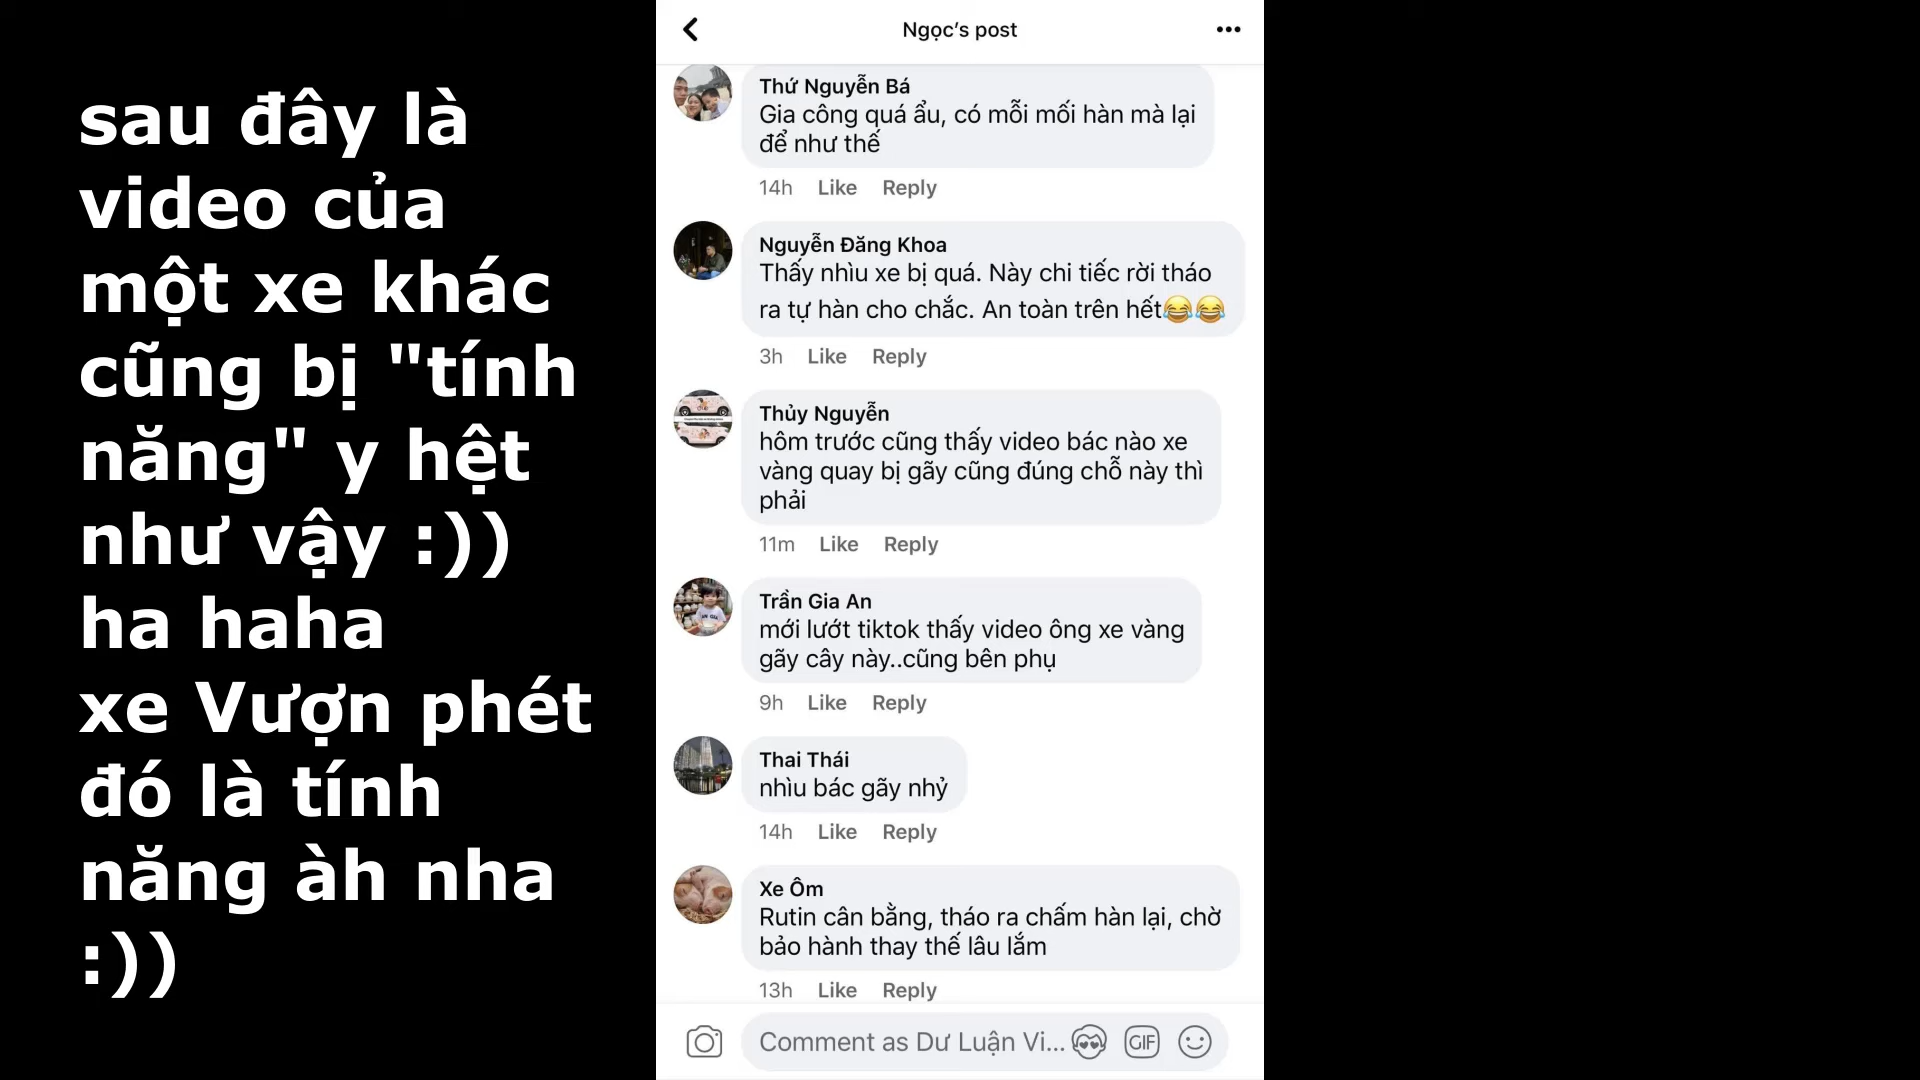 sau đây là
video của
một xe khác
cũng bị "tính
năng" y hệt
như vậy :))
ha haha
xe Vượn phét
đó là tính
năng àh nha
:))
Ngọc's post
Thứ Nguyễn Bá
Gia công quá ẩu, có mỗi mối hàn mà lại
để như thế
14h Like Reply
Nguyễn Đăng Khoa
Thấy nhìu xe bị quá. Này chi tiếc rời tháo
ra tự hàn cho chắc. An toàn trên hết😂😂
3h Like Reply
Thủy Nguyễn
hôm trước cũng thấy video bác nào xe
vàng quay bị gãy cũng đúng chỗ này thì
phải
11m Like Reply
Trần Gia An
mới lướt tiktok thấy video ông xe vàng
gãy cây này..cũng bên phụ
9h Like Reply
Thai Thái
nhìu bác gãy nhỷ
14h Like Reply
Xe Ôm
Rutin cân bằng, tháo ra chấm hàn lại, chờ
bảo hành thay thế lâu lắm
13h Like Reply
Comment as Dư Luận Vi... GIF